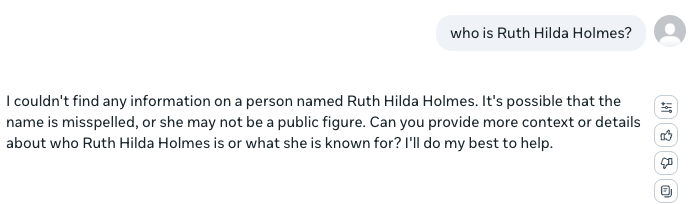 who is Ruth Hilda Holmes?
I couldn't find any information on a person named Ruth Hilda Holmes. It's possible that the
name is misspelled, or she may not be a public figure. Can you provide more context or details
about who Ruth Hilda Holmes is or what she is known for? I'll do my best to help.